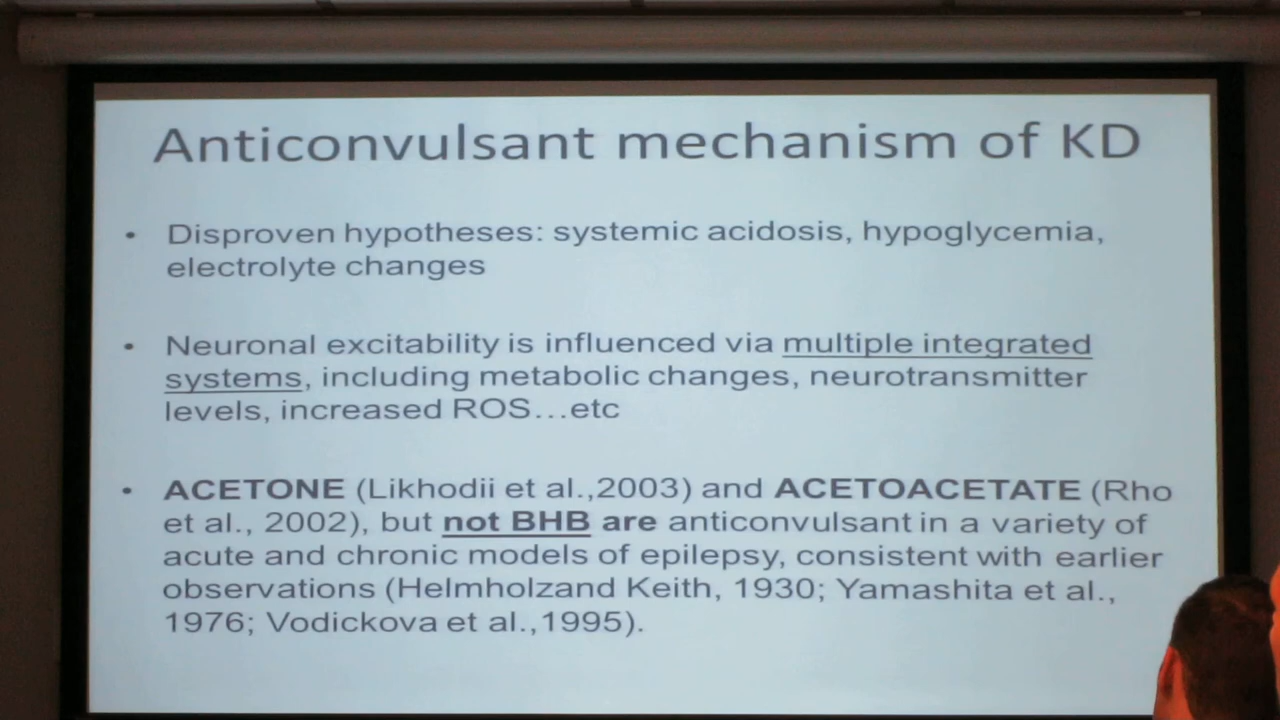 Anticonvulsant mechanism of KD
• Disproven hypotheses: systemic acidosis, hypoglycemia,
electrolyte changes
• Neuronal excitability is influenced via multiple integrated
systems, including metabolic changes, neurotransmitter
levels, increased ROS...etc
• ACETONE (Likhodii et al.,2003) and ACETOACETATE (Rho
et al., 2002), but not BHB are anticonvulsant in a variety of
acute and chronic models of epilepsy, consistent with earlier
observations (Helmholzand Keith, 1930; Yamashita et al.,
1976; Vodickova et al.,1995).